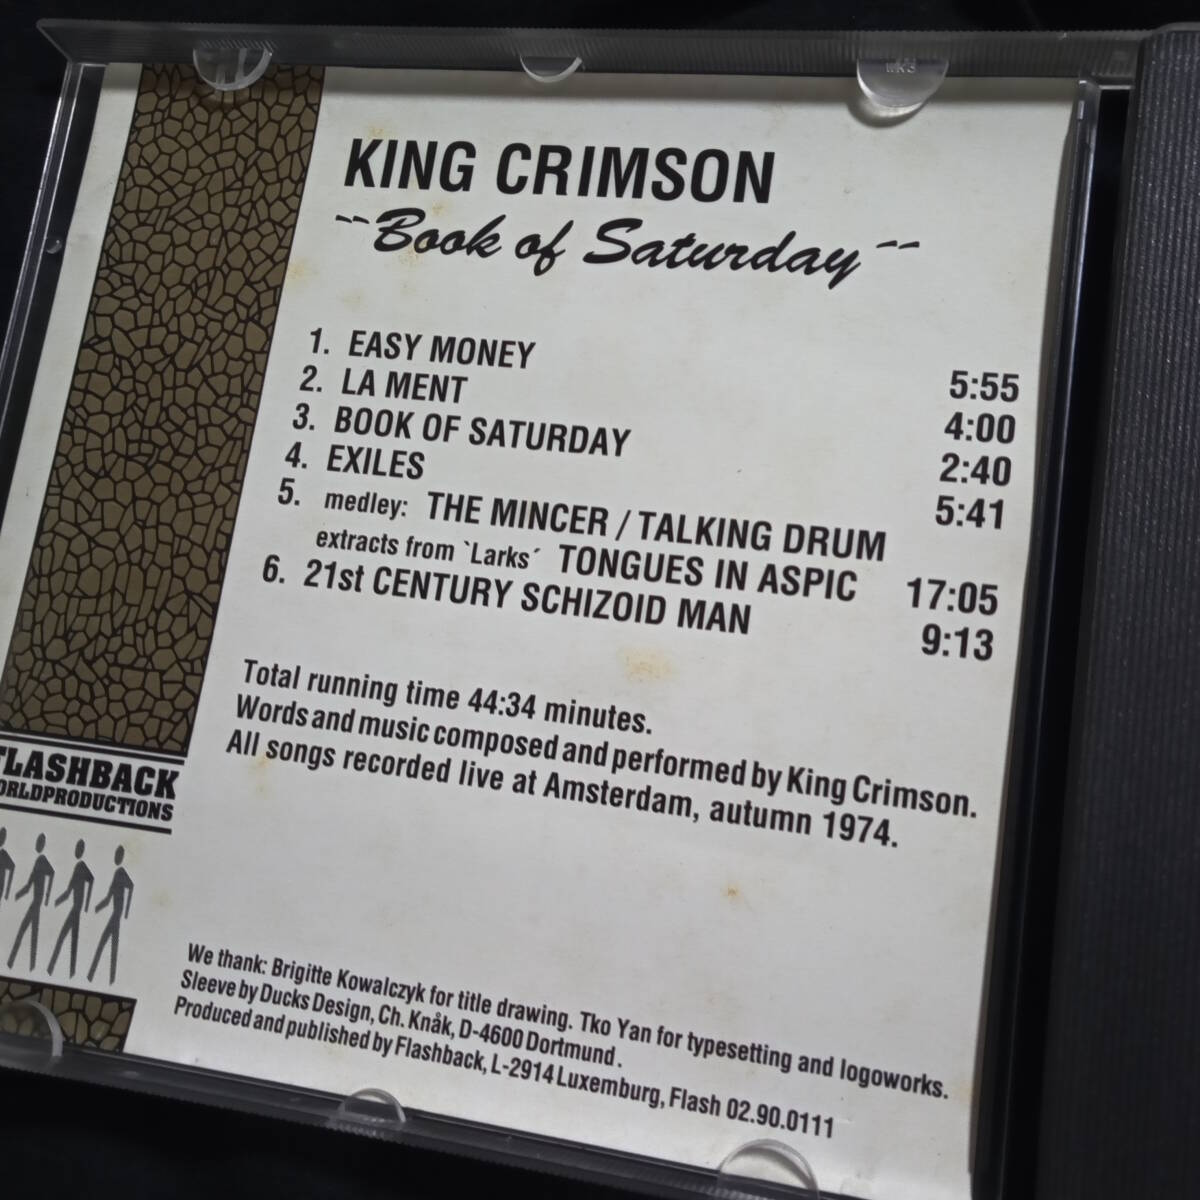 KING CRIMSON
~~Book of Saturday~~
1. EASY MONEY 5:55
2. LA MENT 4:00
3. BOOK OF SATURDAY 2:40
4. EXILES 5:41
5. medley: THE MINCER / TALKING DRUM
extracts from `Larks´ TONGUES IN ASPIC 17:05
6. 21st CENTURY SCHIZOID MAN 9:13
Total running time 44:34 minutes.
Words and music composed and performed by King Crimson.
All songs recorded live at Amsterdam, autumn 1974.
FLASHBACK
ORLDPRODUCTIONS
We thank: Brigitte Kowalczyk for title drawing. Tko Yan for typesetting and logoworks.
Sleeve by Ducks Design, Ch. Knåk, D-4600 Dortmund.
Produced and published by Flashback, L-2914 Luxemburg, Flash 02.90.0111